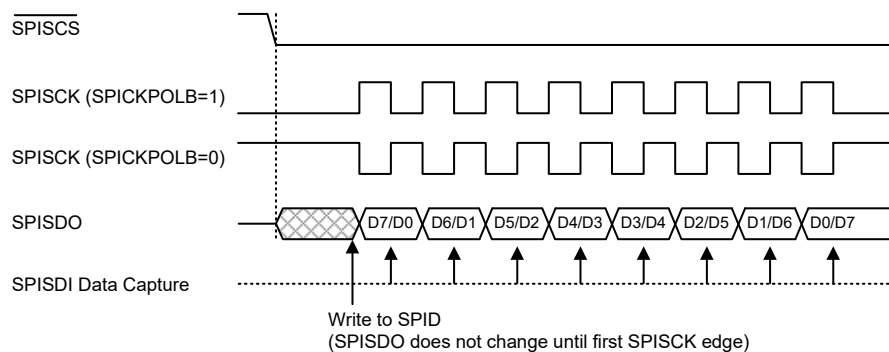 SPISCS
SPISCK (SPICKPOLB=1)
SPISCK (SPICKPOLB=0)
SPISDO
D7/D0 D6/D1 D5/D2 D4/D3 D3/D4 D2/D5 D1/D6 D0/D7
SPISDI Data Capture
Write to SPID
(SPISDO does not change until first SPISCK edge)